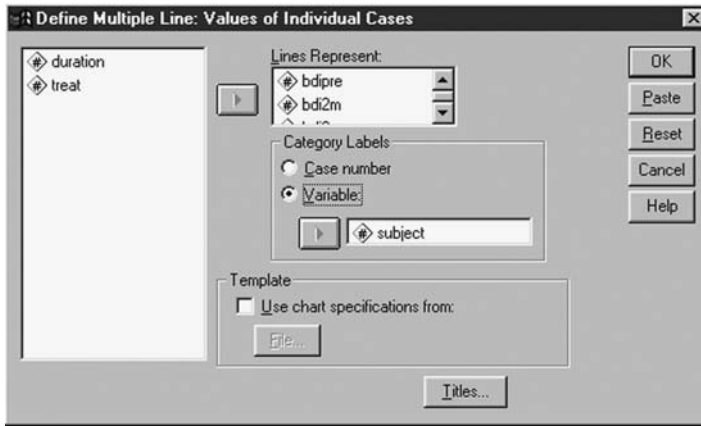 Define Multiple Line: Values of Individual Cases
duration
treat
Lines Represent:
bdipre
bdi2m
Category Labels
Case number
Variable:
subject
Template
Use chart specifications from:
File...
Titles...
OK
Paste
Reset
Cancel
Help